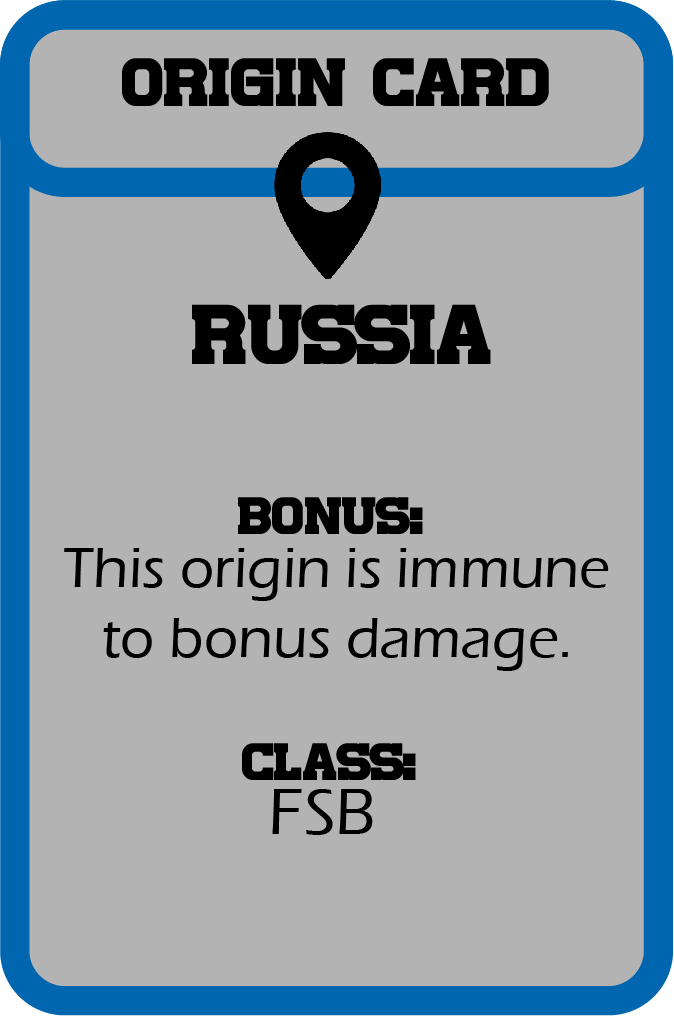 ORIGIN CARD
RUSSIA
BONUS:
This origin is immune
to bonus damage.
CLASS:
FSB